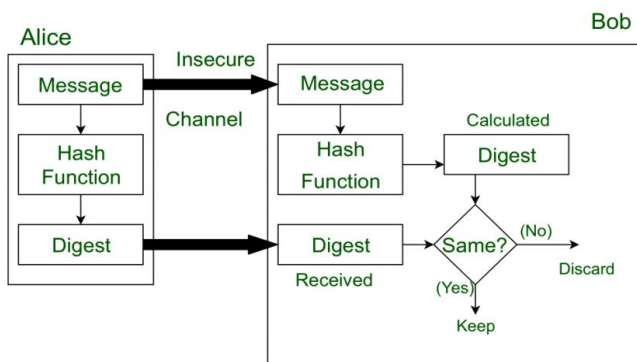 Alice
Bob
Message
Insecure
Channel
Message
Hash
Function
Hash
Function
Calculated
Digest
Digest
Digest
Received
Same?
(No)
Discard
(Yes)
Keep